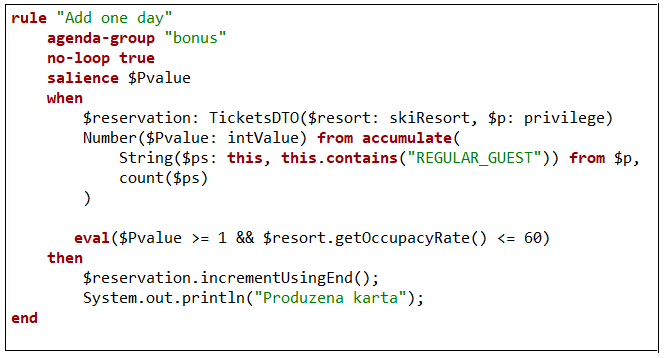 rule "Add one day"
    agenda-group "bonus"
    no-loop true
    salience $Pvalue
    when
        $reservation: TicketsDTO($resort: skiResort, $p: privilege)
        Number($Pvalue: intValue) from accumulate(
            String($ps: this, this.contains("REGULAR_GUEST")) from $p,
            count($ps)
        )
       eval($Pvalue >= 1 && $resort.getOccupacyRate() <= 60)
    then
        $reservation.incrementUsingEnd();
        System.out.println("Produzena karta");
end